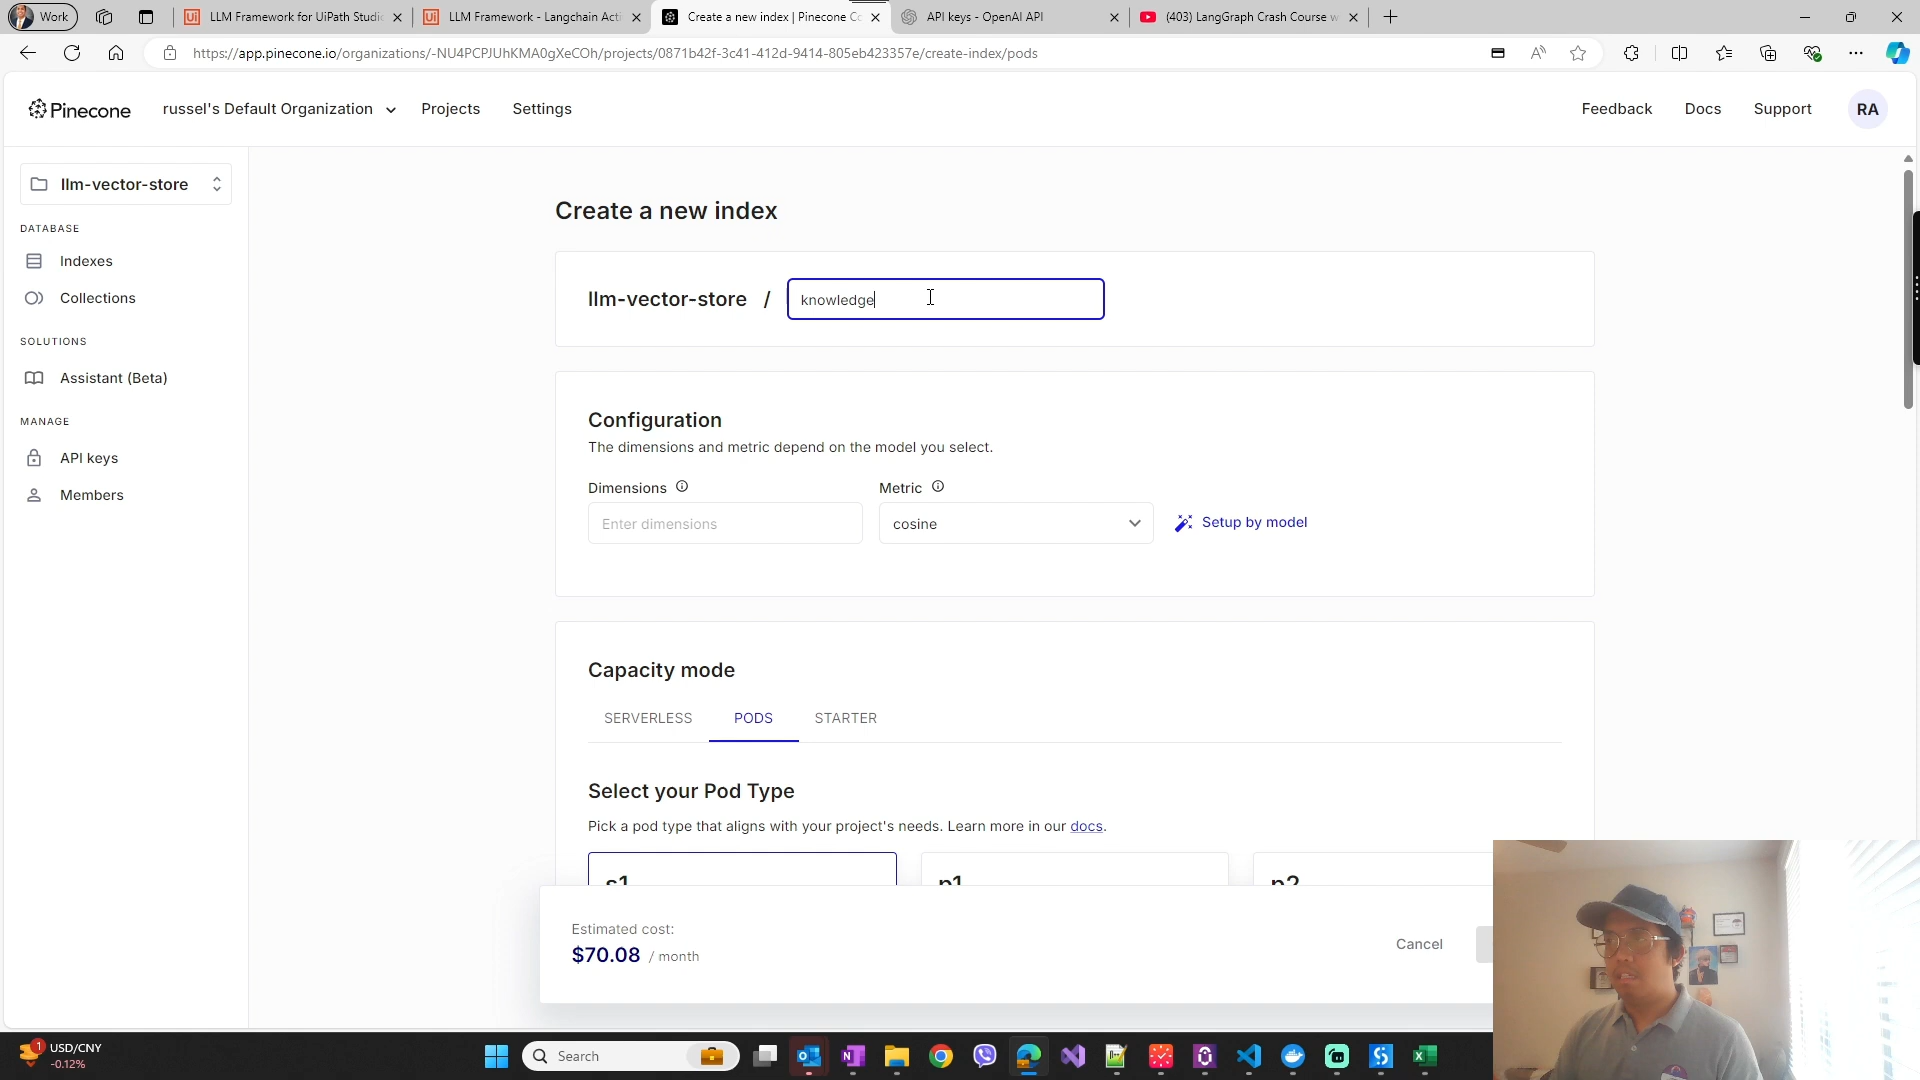 Work
LLM Framework for UiPath Studi
LLM Framework - Langchain Acti
Create a new index | Pinecone Co
API keys - OpenAI API
(403) LangGraph Crash Course w
https://app.pinecone.io/organizations/-NU4PCPJUhKMA0gXeCOh/projects/0871b42f-3c41-412d-9414-805eb423357e/create-index/pods
Pinecone
russel's Default Organization
Projects
Settings
Feedback
Docs
Support
RA
llm-vector-store
DATABASE
Indexes
Collections
SOLUTIONS
Assistant (Beta)
MANAGE
API keys
Members
Create a new index
llm-vector-store / knowledge
Configuration
The dimensions and metric depend on the model you select.
Dimensions
Metric
Enter dimensions
cosine
Setup by model
Capacity mode
SERVERLESS
PODS
STARTER
Select your Pod Type
Pick a pod type that aligns with your project's needs. Learn more in our docs.
s1
p1
p2
Estimated cost:
$70.08 / month
Cancel
1
USD/CNY
-0.12%
Search